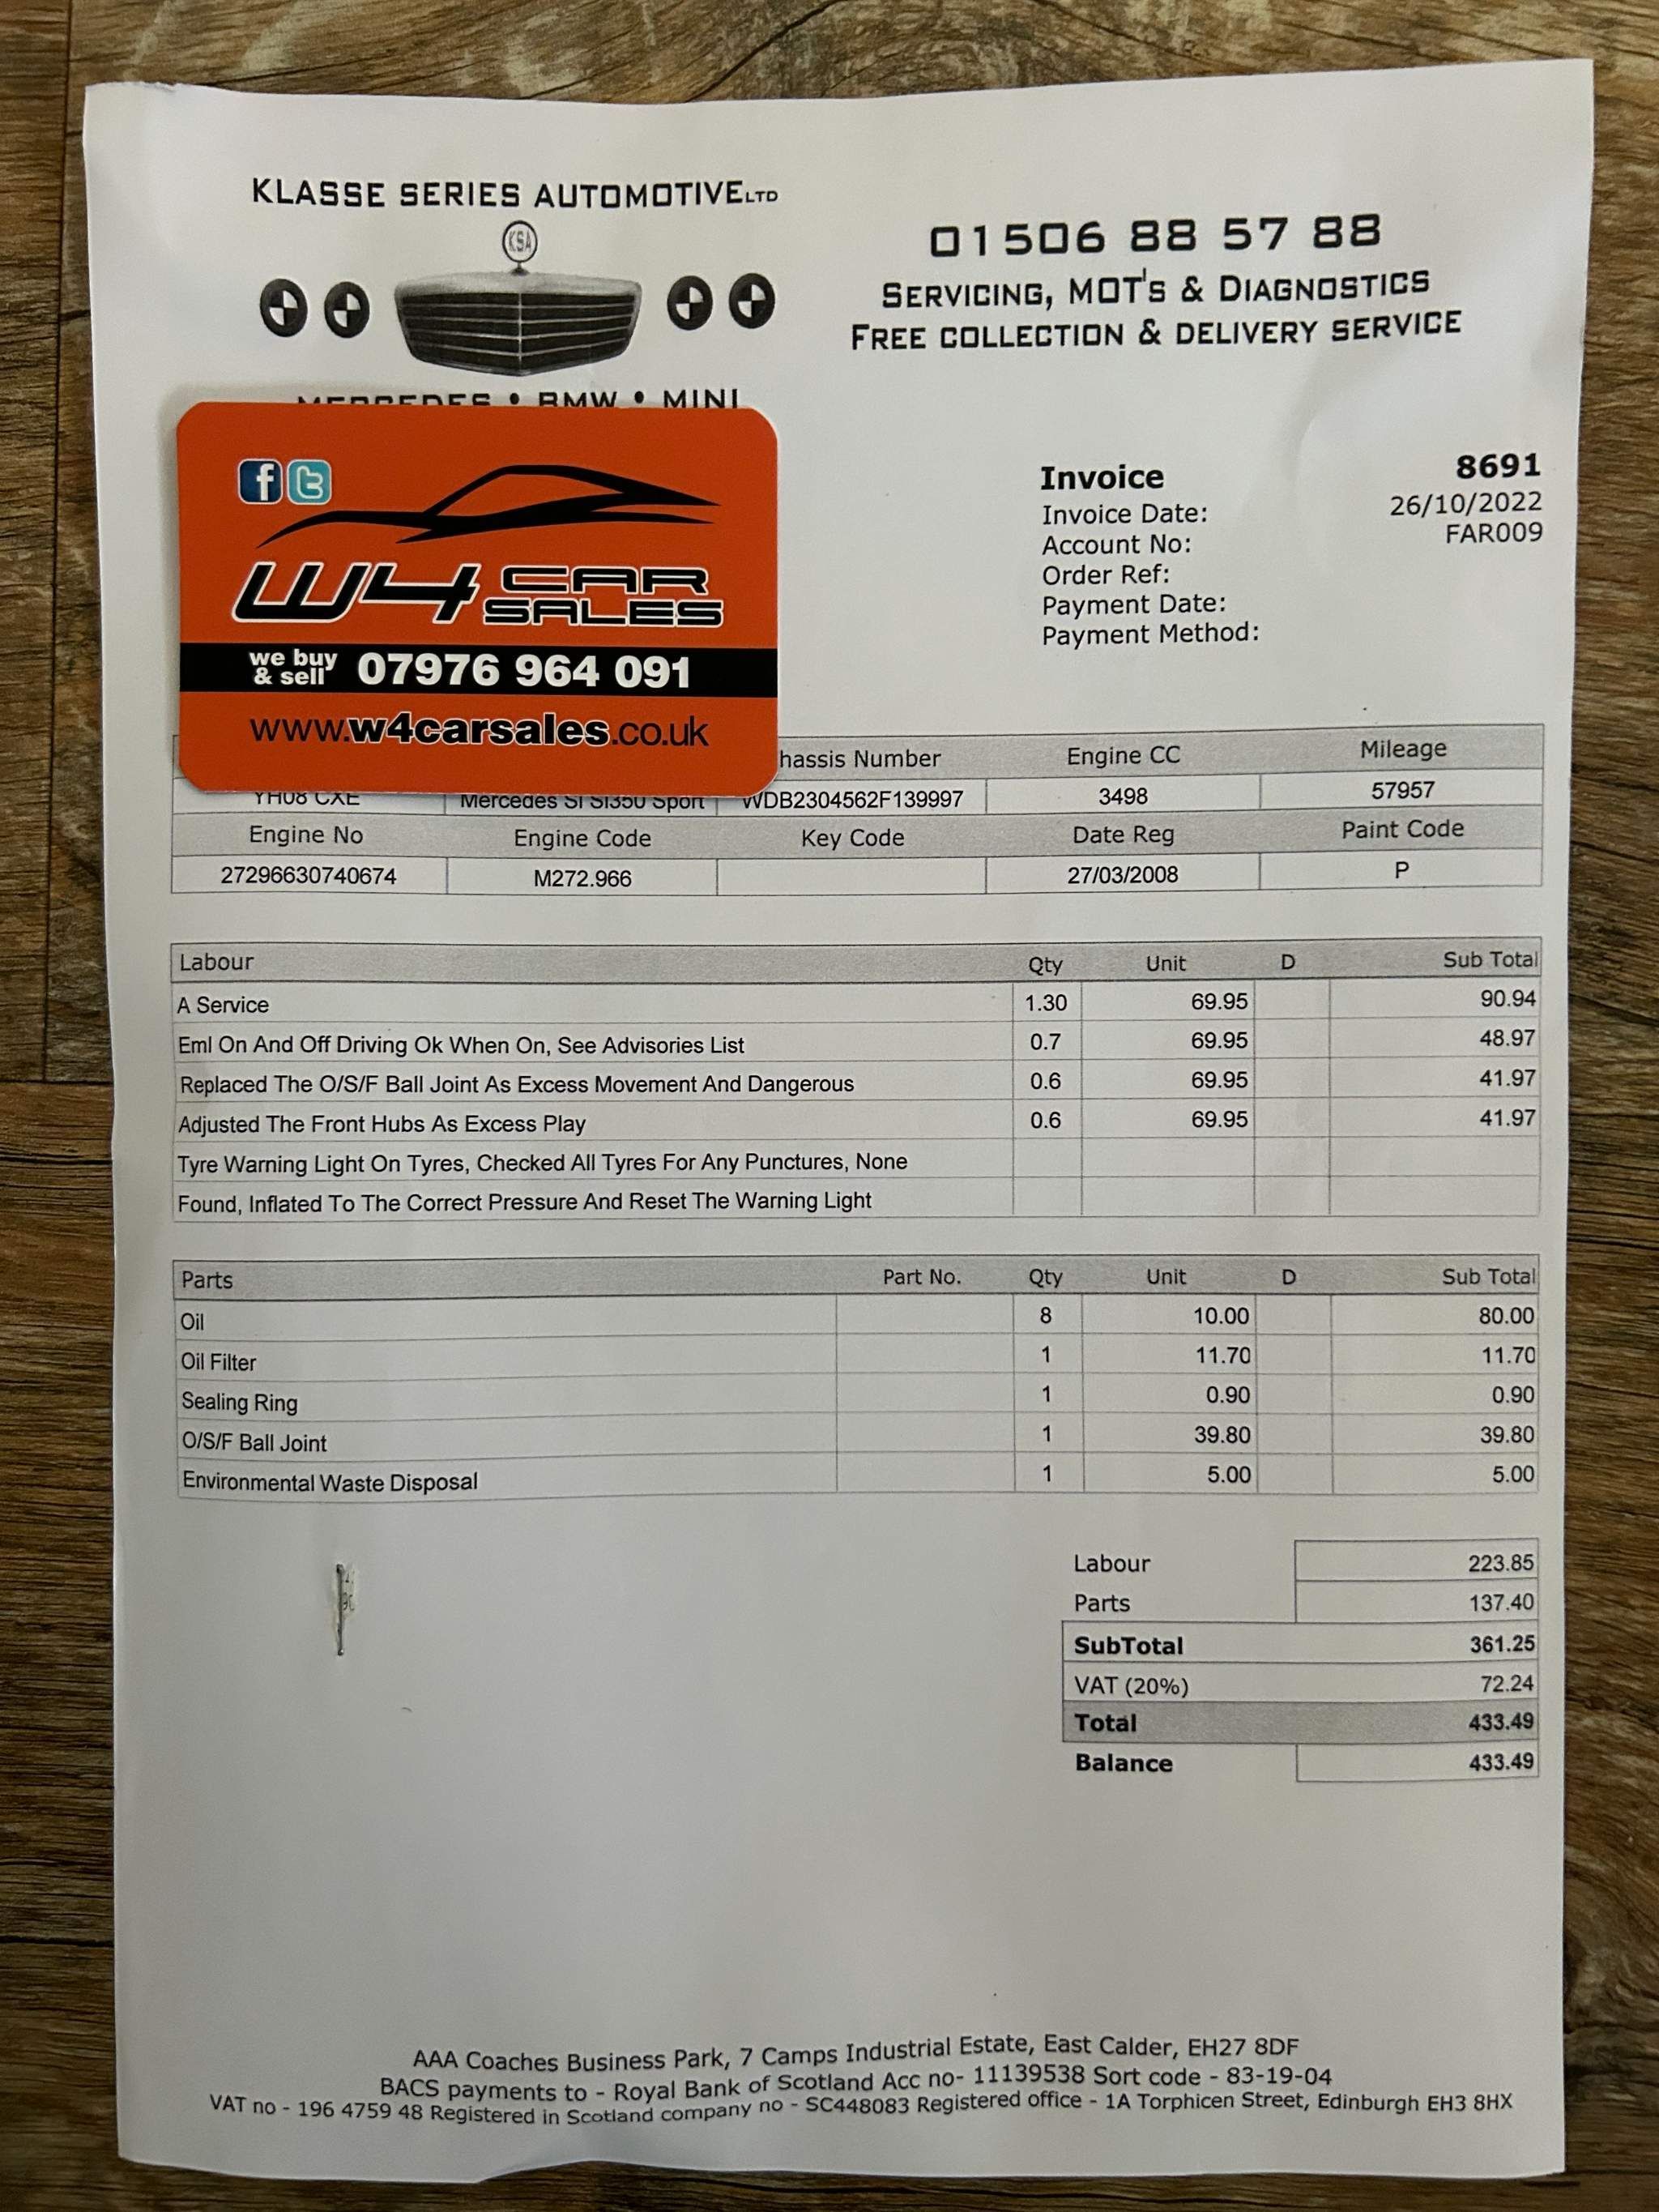 KLASSE SERIES AUTOMOTIVE LTD
KSA
01506 88 57 88
SERVICING, MOT'S & DIAGNOSTICS
FREE COLLECTION & DELIVERY SERVICE
MERCEDES • BMW • MINI
f t
W4 CAR SALES
we buy & sell 07976 964 091
www.w4carsales.co.uk
Invoice 8691
Invoice Date: 26/10/2022
Account No: FAR009
Order Ref:
Payment Date:
Payment Method:
hassis Number Engine CC Mileage
YH08 CXE Mercedes Sl Sl350 Sport WDB2304562F139997 3498 57957
Engine No Engine Code Key Code Date Reg Paint Code
27296630740674 M272.966 27/03/2008 P
Labour Qty Unit D Sub Total
A Service 1.30 69.95 90.94
Eml On And Off Driving Ok When On, See Advisories List 0.7 69.95 48.97
Replaced The O/S/F Ball Joint As Excess Movement And Dangerous 0.6 69.95 41.97
Adjusted The Front Hubs As Excess Play 0.6 69.95 41.97
Tyre Warning Light On Tyres, Checked All Tyres For Any Punctures, None
Found, Inflated To The Correct Pressure And Reset The Warning Light
Parts Part No. Qty Unit D Sub Total
Oil 8 10.00 80.00
Oil Filter 1 11.70 11.70
Sealing Ring 1 0.90 0.90
O/S/F Ball Joint 1 39.80 39.80
Environmental Waste Disposal 1 5.00 5.00
Labour 223.85
Parts 137.40
SubTotal 361.25
VAT (20%) 72.24
Total 433.49
Balance 433.49
AAA Coaches Business Park, 7 Camps Industrial Estate, East Calder, EH27 8DF
BACS payments to - Royal Bank of Scotland Acc no- 11139538 Sort code - 83-19-04
VAT no - 196 4759 48 Registered in Scotland company no - SC448083 Registered office - 1A Torphicen Street, Edinburgh EH3 8HX